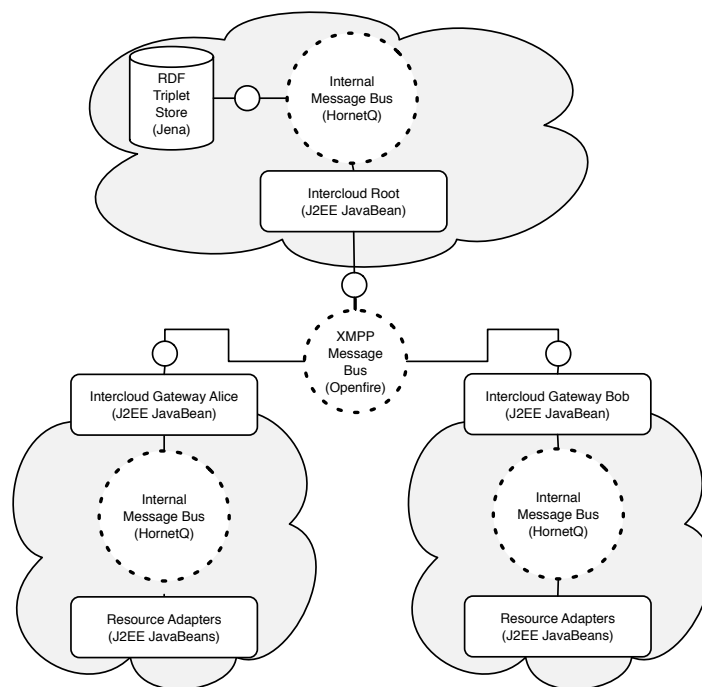 RDF
Triplet
Store
(Jena)
Internal
Message Bus
(HornetQ)
Intercloud Root
(J2EE JavaBean)
XMPP
Message
Bus
(Openfire)
Intercloud Gateway Alice
(J2EE JavaBean)
Intercloud Gateway Bob
(J2EE JavaBean)
Internal
Message Bus
(HornetQ)
Internal
Message Bus
(HornetQ)
Resource Adapters
(J2EE JavaBeans)
Resource Adapters
(J2EE JavaBeans)